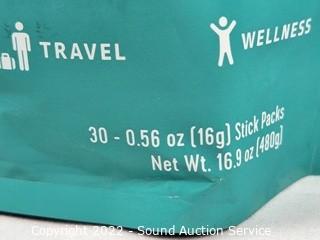 TRAVEL
WELLNESS
30 - 0.56 oz (16g) Stick Packs
Net Wt. 16.9 oz (480g)
Copyright 2022 - Sound Auction Service